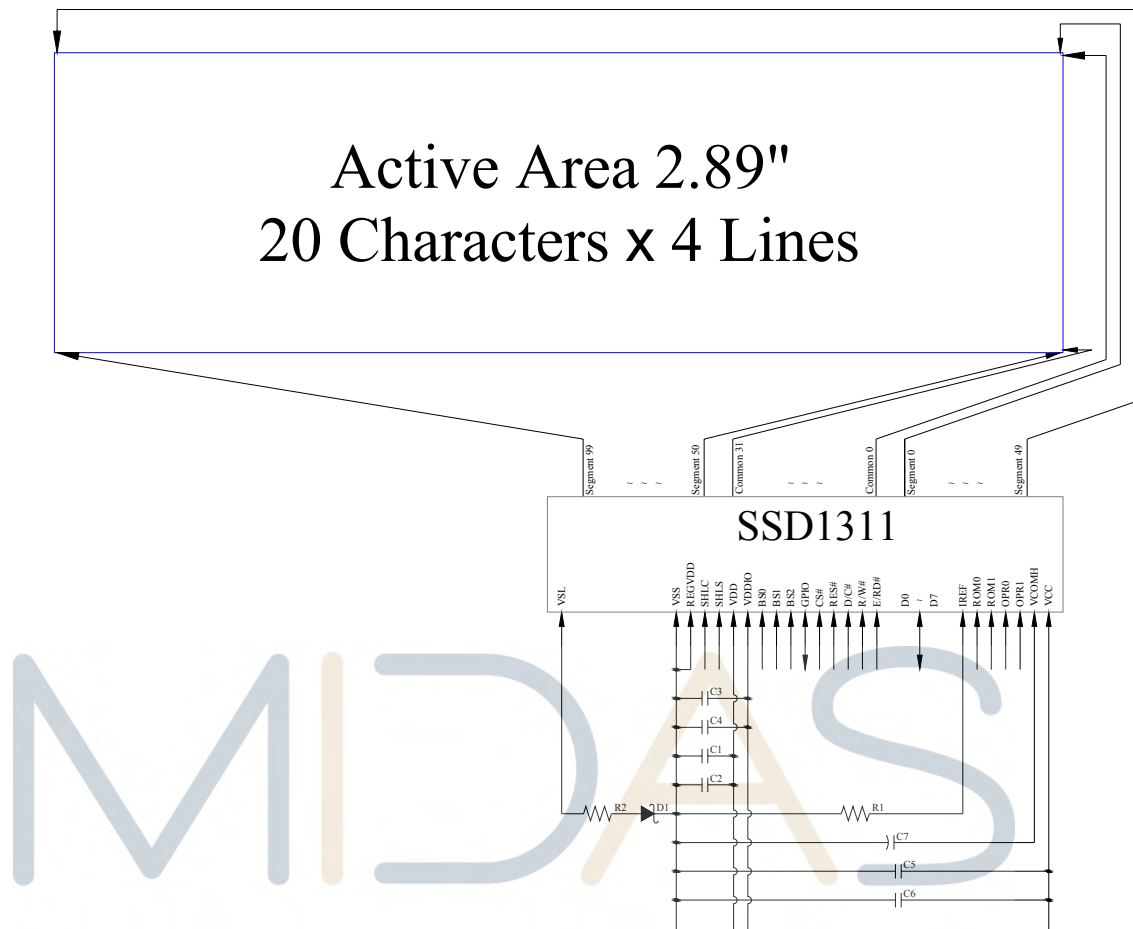 Active Area 2.89"
20 Characters x 4 Lines
Segment 99
~ ~ ~
Segment 50
Common 31
~ ~ ~
Common 0
Segment 0
~ ~ ~
Segment 49
SSD1311
VSL
VSS
REGVDD
SHLC
SHLS
VDD
VDDIO
BS0
BS1
BS2
GPIO
CS#
RES#
D/C#
R/W#
E/RD#
D0
~
D7
IREF
ROM0
ROM1
OPR0
OPR1
VCOMH
VCC
C3
C4
C1
C2
R2
D1
R1
C7
C5
C6
MIDAS